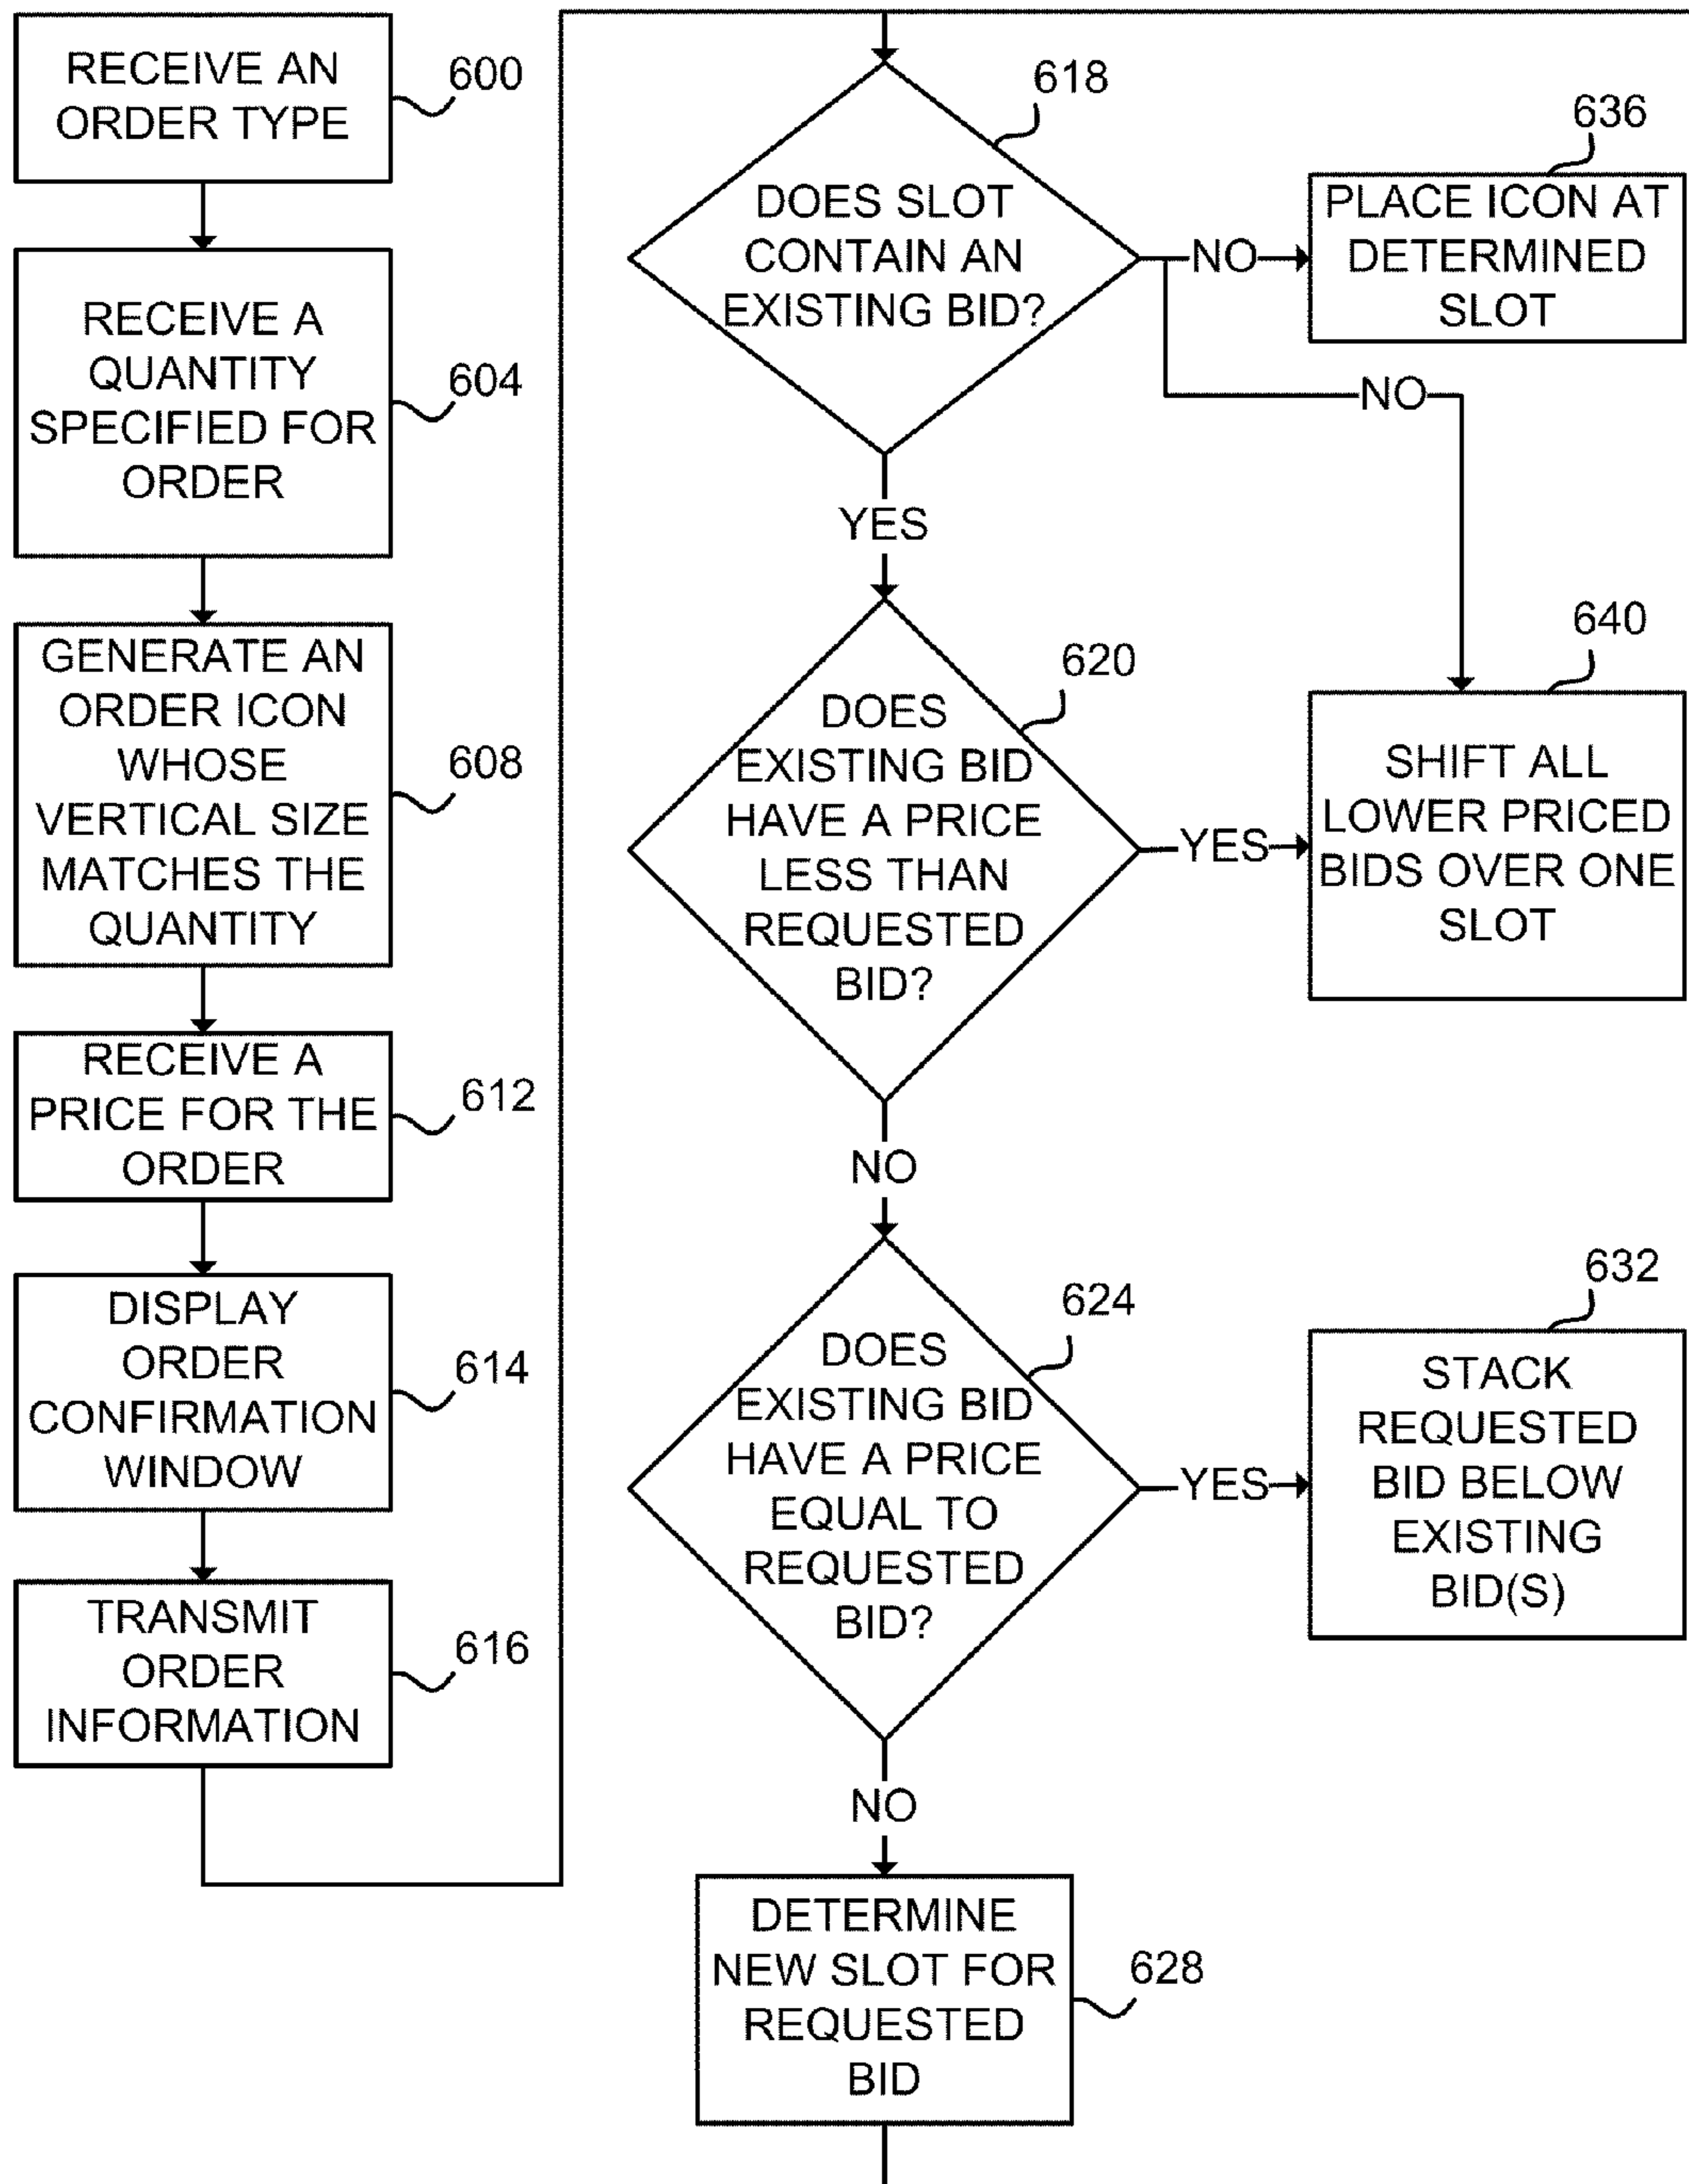 RECEIVE AN
ORDER TYPE
600
RECEIVE A
QUANTITY
SPECIFIED FOR
ORDER
604
GENERATE AN
ORDER ICON
WHOSE
VERTICAL SIZE
MATCHES THE
QUANTITY
608
RECEIVE A
PRICE FOR THE
ORDER
612
DISPLAY
ORDER
CONFIRMATION
WINDOW
614
TRANSMIT
ORDER
INFORMATION
616
618
DOES SLOT
CONTAIN AN
EXISTING BID?
NO
636
PLACE ICON AT
DETERMINED
SLOT
NO
YES
620
DOES
EXISTING BID
HAVE A PRICE
LESS THAN
REQUESTED
BID?
YES
640
SHIFT ALL
LOWER PRICED
BIDS OVER ONE
SLOT
NO
624
DOES
EXISTING BID
HAVE A PRICE
EQUAL TO
REQUESTED
BID?
YES
632
STACK
REQUESTED
BID BELOW
EXISTING
BID(S)
NO
DETERMINE
NEW SLOT FOR
REQUESTED
BID
628